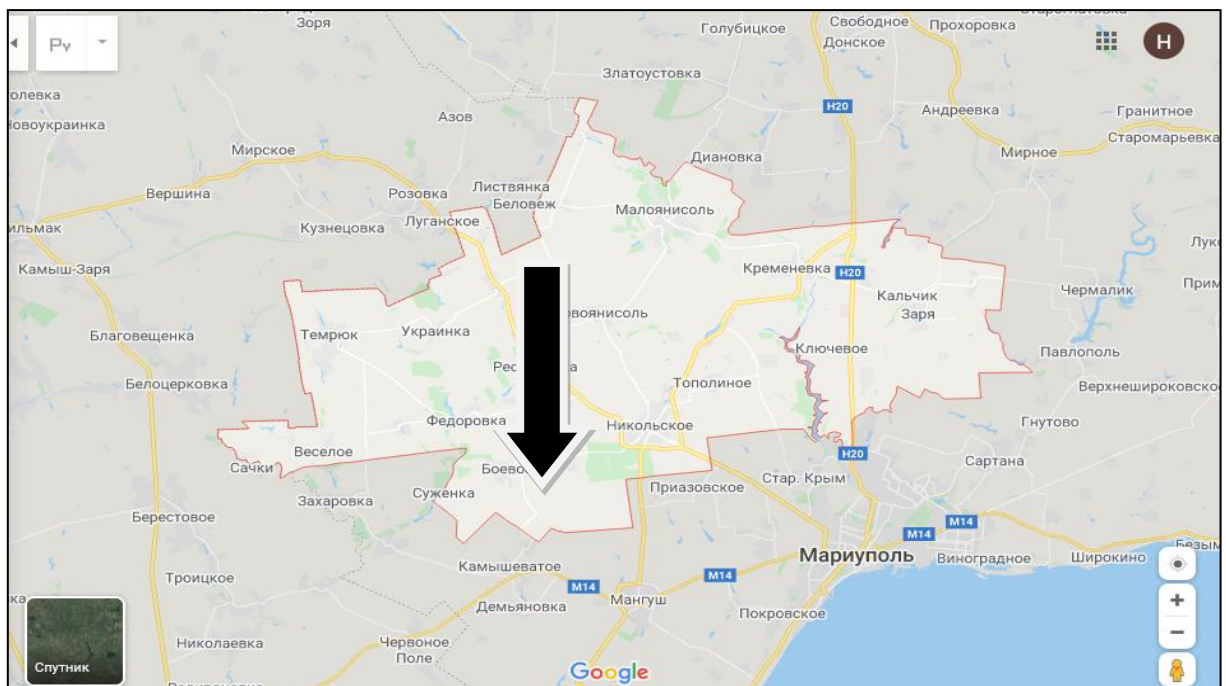 Зоря
Голубицкое
Свободное
Прохоровка
Донское
Ру
Н
Златоустовка
олевка
Азов
Н20
Андреевка
Гранитное
Новоукраинка
Старомарьевка
Мирское
Диановка
Мирное
Вершина
Розовка
Листвянка
Беловеж
Малоянисоль
Кузнецовка
Луганское
ильмак
Луко
Камыш-Заря
Кременевка
Н20
Кальчик
Чермалик
Прим
Заря
овоянисоль
Благовещенка
Темрюк
Украинка
Ключевое
Павлополь
Рес
а
Тополиное
Белоцерковка
Верхнешироковско
Федоровка
Никольское
Гнутово
Веселое
Н20
Сачки
Боево
Сартана
Стар. Крым
Суженка
Приазовское
Захаровка
Берестовое
М14
М14
Мариуполь
Виноградное
Широкино
Безым
Камышеватое
Троицкое
М14
М14
Мангуш
Демьяновка
Покровское
Николаевка
Червоное
Поле
Спутник
Google